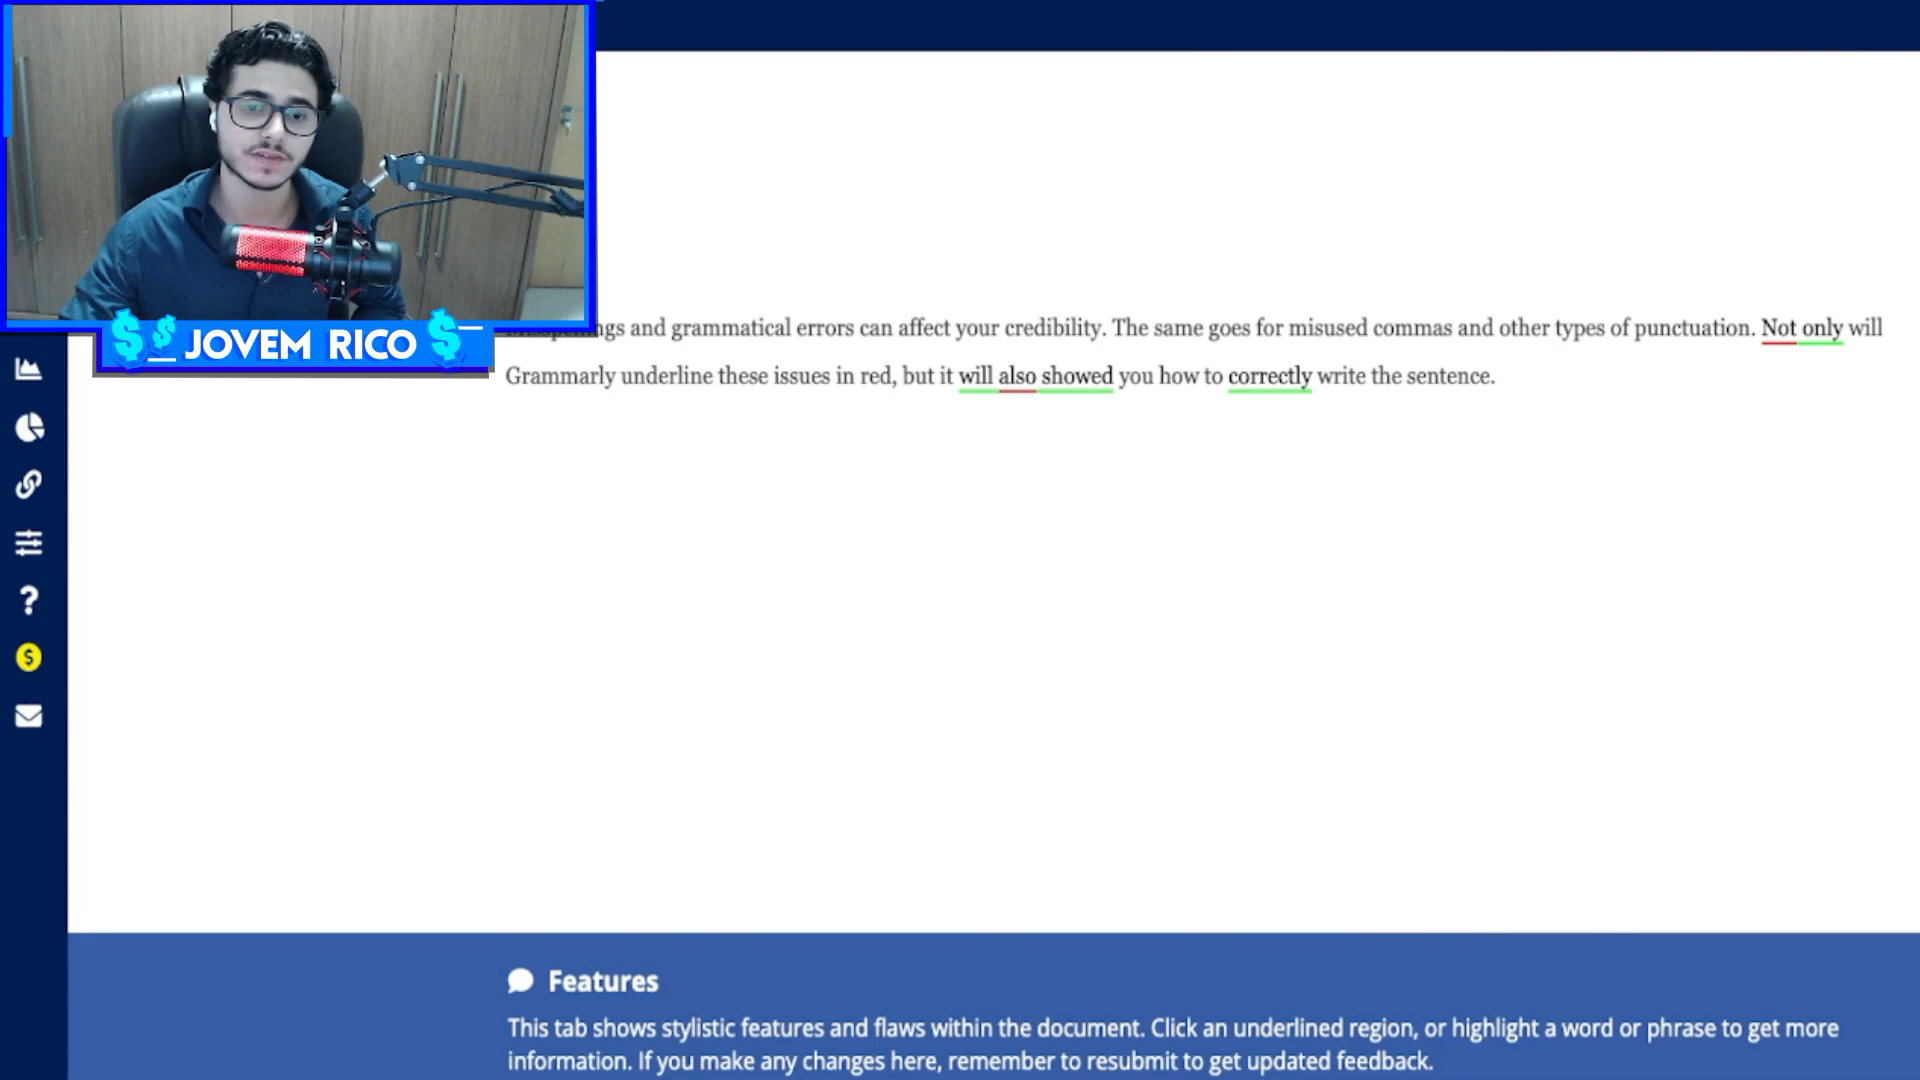 $ $ JOVEM RICO $
and grammatical errors can affect your credibility. The same goes for misused commas and other types of punctuation. Not only will
Grammarly underline these issues in red, but it will also showed you how to correctly write the sentence.
?
$
Features
This tab shows stylistic features and flaws within the document. Click an underlined region, or highlight a word or phrase to get more
information. If you make any changes here, remember to resubmit to get updated feedback.